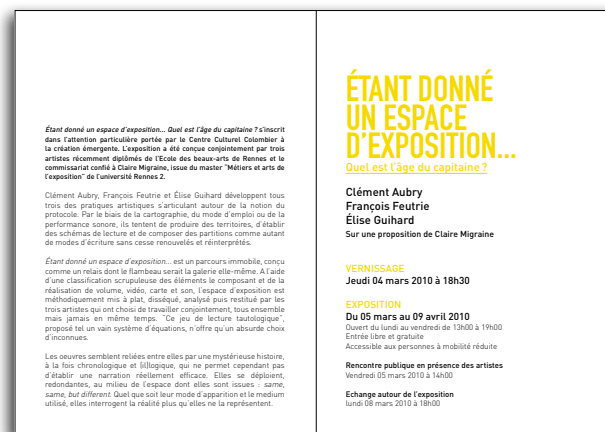 Étant donné un espace d'exposition... Quel est l'âge du capitaine ? s'inscrit
dans l'attention particulière portée par le Centre Culturel Colombier à
la création émergente. L'exposition a été conçue conjointement par trois
artistes récemment diplômés de l'Ecole des beaux-arts de Rennes et le
commissariat confié à Claire Migraine, issue du master "Métiers et arts de
l'exposition" de l'université Rennes 2.
Clément Aubry, François Feutrie et Élise Guihard développent tous
trois des pratiques artistiques s'articulant autour de la notion du
protocole. Par le biais de la cartographie, du mode d'emploi ou de la
performance sonore, ils tentent de produire des territoires, d'établir
des schémas de lecture et de composer des partitions comme autant
de modes d'écriture sans cesse renouvelés et réinterprétés.
Étant donné un espace d'exposition... est un parcours immobile, conçu
comme un relais dont le flambeau serait la galerie elle-même. A l'aide
d'une classification scrupuleuse des éléments le composant et de la
réalisation de volume, vidéo, carte et son, l'espace d'exposition est
méthodiquement mis à plat, disséqué, analysé puis restitué par les
trois artistes qui ont choisi de travailler conjointement, tous ensemble
mais jamais en même temps. "Ce jeu de lecture tautologique",
proposé tel un vain système d'équations, n'offre qu'un absurde choix
d'inconnues.
Les oeuvres semblent reliées entre elles par une mystérieuse histoire,
à la fois chronologique et [il]logique, qui ne permet cependant pas
d'établir une narration réellement efficace. Elles se déploient,
redondantes, au milieu de l'espace dont elles sont issues : same,
same, but different. Quel que soit leur mode d'apparition et le medium
utilisé, elles interrogent la réalité plus qu'elles ne la représentent.
ÉTANT DONNÉ
UN ESPACE
D'EXPOSITION...
Quel est l'âge du capitaine ?
Clément Aubry
François Feutrie
Élise Guihard
Sur une proposition de Claire Migraine
VERNISSAGE
Jeudi 04 mars 2010 à 18h30
EXPOSITION
Du 05 mars au 09 avril 2010
Ouvert du lundi au vendredi de 13h00 à 19h00
Entrée libre et gratuite
Accessible aux personnes à mobilité réduite
Rencontre publique en présence des artistes
Vendredi 05 mars 2010 à 14h00
Echange autour de l'exposition
lundi 08 mars 2010 à 18h00